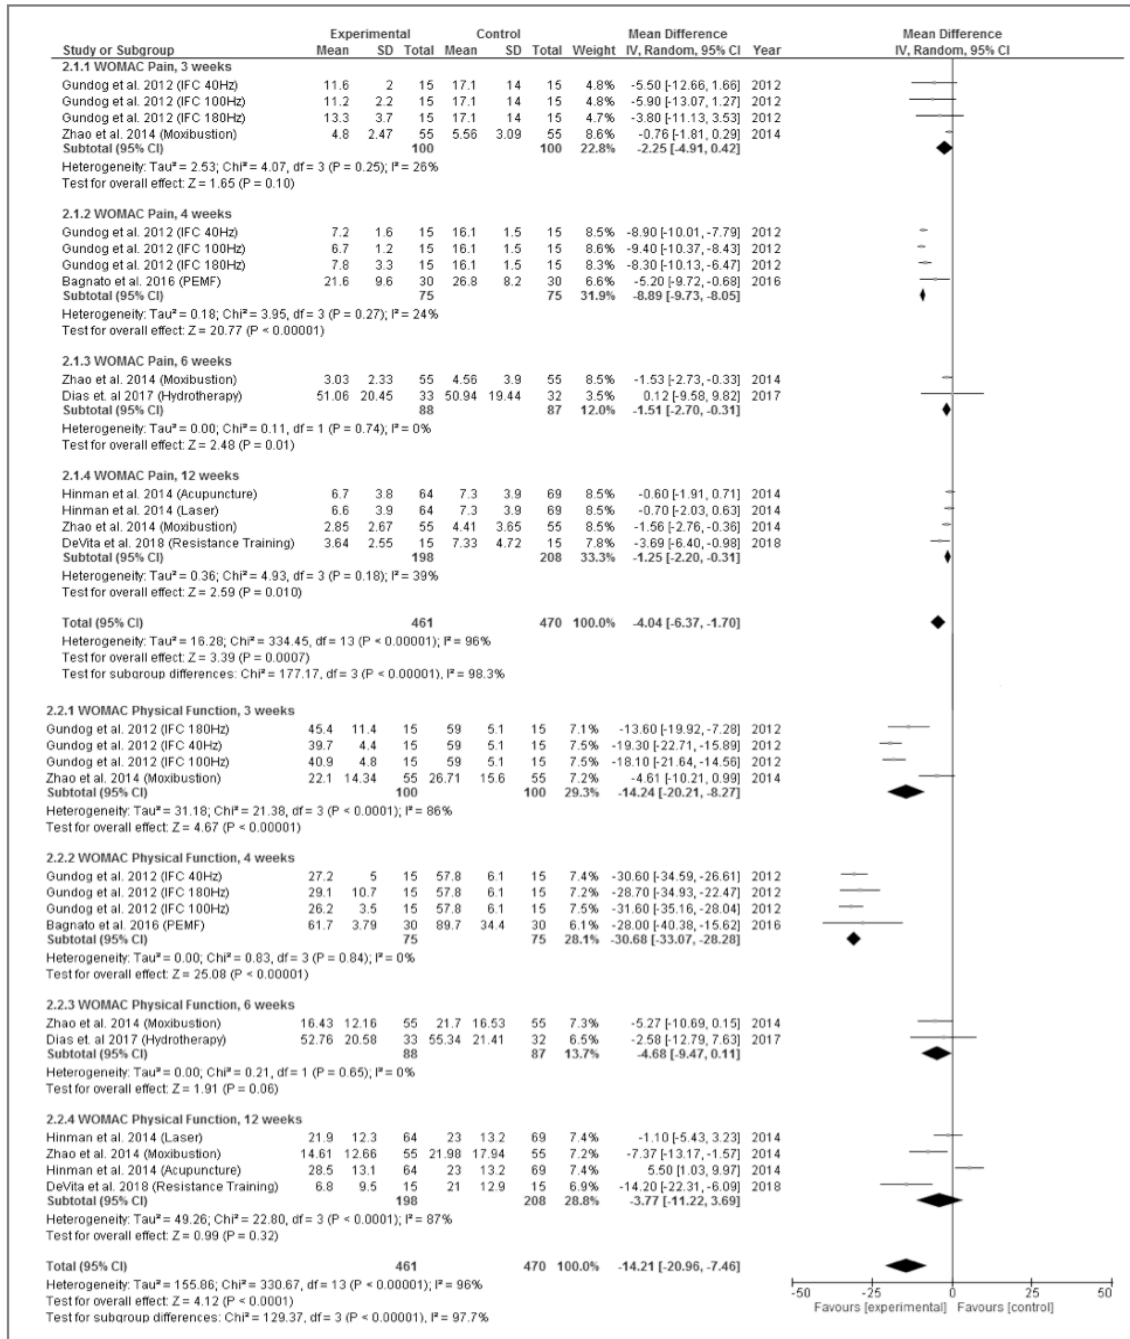 Experimental Control Mean Difference Mean Difference
Study or Subgroup Mean SD Total Mean SD Total Weight IV, Random, 95% CI Year IV, Random, 95% CI
2.1.1 WOMAC Pain, 3 weeks
Gundog et al. 2012 (IFC 40Hz) 11.6 2 15 17.1 14 15 4.8% -5.50 [-12.66, 1.66] 2012
Gundog et al. 2012 (IFC 100Hz) 11.2 2.2 15 17.1 14 15 4.8% -5.90 [-13.07, 1.27] 2012
Gundog et al. 2012 (IFC 180Hz) 13.3 3.7 15 17.1 14 15 4.7% -3.80 [-11.13, 3.53] 2012
Zhao et al. 2014 (Moxibustion) 4.8 2.47 55 5.56 3.09 55 8.6% -0.76 [-1.81, 0.29] 2014
Subtotal (95% CI) 100 100 22.8% -2.25 [-4.91, 0.42]
Heterogeneity: Tau² = 2.53; Chi² = 4.07, df = 3 (P = 0.25); I² = 26%
Test for overall effect: Z = 1.65 (P = 0.10)
2.1.2 WOMAC Pain, 4 weeks
Gundog et al. 2012 (IFC 40Hz) 7.2 1.6 15 16.1 1.5 15 8.5% -8.90 [-10.01, -7.79] 2012
Gundog et al. 2012 (IFC 100Hz) 6.7 1.2 15 16.1 1.5 15 8.6% -9.40 [-10.37, -8.43] 2012
Gundog et al. 2012 (IFC 180Hz) 7.8 3.3 15 16.1 1.5 15 8.3% -8.30 [-10.13, -6.47] 2012
Bagnato et al. 2016 (PEMF) 21.6 9.6 30 26.8 8.2 30 6.6% -5.20 [-9.72, -0.68] 2016
Subtotal (95% CI) 75 75 31.9% -8.89 [-9.73, -8.05]
Heterogeneity: Tau² = 0.18; Chi² = 3.95, df = 3 (P = 0.27); I² = 24%
Test for overall effect: Z = 20.77 (P < 0.00001)
2.1.3 WOMAC Pain, 6 weeks
Zhao et al. 2014 (Moxibustion) 3.03 2.33 55 4.56 3.9 55 8.5% -1.53 [-2.73, -0.33] 2014
Dias et. al 2017 (Hydrotherapy) 51.06 20.45 33 50.94 19.44 32 3.5% 0.12 [-9.58, 9.82] 2017
Subtotal (95% CI) 88 87 12.0% -1.51 [-2.70, -0.31]
Heterogeneity: Tau² = 0.00; Chi² = 0.11, df = 1 (P = 0.74); I² = 0%
Test for overall effect: Z = 2.48 (P = 0.01)
2.1.4 WOMAC Pain, 12 weeks
Hinman et al. 2014 (Acupuncture) 6.7 3.8 64 7.3 3.9 69 8.5% -0.60 [-1.91, 0.71] 2014
Hinman et al. 2014 (Laser) 6.6 3.9 64 7.3 3.9 69 8.5% -0.70 [-2.03, 0.63] 2014
Zhao et al. 2014 (Moxibustion) 2.85 2.67 55 4.41 3.65 55 8.5% -1.56 [-2.76, -0.36] 2014
DeVita et al. 2018 (Resistance Training) 3.64 2.55 15 7.33 4.72 15 7.8% -3.69 [-6.40, -0.98] 2018
Subtotal (95% CI) 198 208 33.3% -1.25 [-2.20, -0.31]
Heterogeneity: Tau² = 0.36; Chi² = 4.93, df = 3 (P = 0.18); I² = 39%
Test for overall effect: Z = 2.59 (P = 0.010)
Total (95% CI) 461 470 100.0% -4.04 [-6.37, -1.70]
Heterogeneity: Tau² = 16.28; Chi² = 334.45, df = 13 (P < 0.00001); I² = 96%
Test for overall effect: Z = 3.39 (P = 0.0007)
Test for subgroup differences: Chi² = 177.17, df = 3 (P < 0.00001), I² = 98.3%
2.2.1 WOMAC Physical Function, 3 weeks
Gundog et al. 2012 (IFC 180Hz) 45.4 11.4 15 59 5.1 15 7.1% -13.60 [-19.92, -7.28] 2012
Gundog et al. 2012 (IFC 40Hz) 39.7 4.4 15 59 5.1 15 7.5% -19.30 [-22.71, -15.89] 2012
Gundog et al. 2012 (IFC 100Hz) 40.9 4.8 15 59 5.1 15 7.5% -18.10 [-21.64, -14.56] 2012
Zhao et al. 2014 (Moxibustion) 22.1 14.34 55 26.71 15.6 55 7.2% -4.61 [-10.21, 0.99] 2014
Subtotal (95% CI) 100 100 29.3% -14.24 [-20.21, -8.27]
Heterogeneity: Tau² = 31.18; Chi² = 21.38, df = 3 (P < 0.0001); I² = 86%
Test for overall effect: Z = 4.67 (P < 0.00001)
2.2.2 WOMAC Physical Function, 4 weeks
Gundog et al. 2012 (IFC 40Hz) 27.2 5 15 57.8 6.1 15 7.4% -30.60 [-34.59, -26.61] 2012
Gundog et al. 2012 (IFC 180Hz) 29.1 10.7 15 57.8 6.1 15 7.2% -28.70 [-34.93, -22.47] 2012
Gundog et al. 2012 (IFC 100Hz) 26.2 3.5 15 57.8 6.1 15 7.5% -31.60 [-35.16, -28.04] 2012
Bagnato et al. 2016 (PEMF) 61.7 3.79 30 89.7 34.4 30 6.1% -28.00 [-40.38, -15.62] 2016
Subtotal (95% CI) 75 75 28.1% -30.68 [-33.07, -28.28]
Heterogeneity: Tau² = 0.00; Chi² = 0.83, df = 3 (P = 0.84); I² = 0%
Test for overall effect: Z = 25.08 (P < 0.00001)
2.2.3 WOMAC Physical Function, 6 weeks
Zhao et al. 2014 (Moxibustion) 16.43 12.16 55 21.7 16.53 55 7.3% -5.27 [-10.69, 0.15] 2014
Dias et. al 2017 (Hydrotherapy) 52.76 20.58 33 55.34 21.41 32 6.5% -2.58 [-12.79, 7.63] 2017
Subtotal (95% CI) 88 87 13.7% -4.68 [-9.47, 0.11]
Heterogeneity: Tau² = 0.00; Chi² = 0.21, df = 1 (P = 0.65); I² = 0%
Test for overall effect: Z = 1.91 (P = 0.06)
2.2.4 WOMAC Physical Function, 12 weeks
Hinman et al. 2014 (Laser) 21.9 12.3 64 23 13.2 69 7.4% -1.10 [-5.43, 3.23] 2014
Zhao et al. 2014 (Moxibustion) 14.61 12.66 55 21.98 17.94 55 7.2% -7.37 [-13.17, -1.57] 2014
Hinman et al. 2014 (Acupuncture) 28.5 13.1 64 23 13.2 69 7.4% 5.50 [1.03, 9.97] 2014
DeVita et al. 2018 (Resistance Training) 6.8 9.5 15 21 12.9 15 6.9% -14.20 [-22.31, -6.09] 2018
Subtotal (95% CI) 198 208 28.8% -3.77 [-11.22, 3.69]
Heterogeneity: Tau² = 49.26; Chi² = 22.80, df = 3 (P < 0.0001); I² = 87%
Test for overall effect: Z = 0.99 (P = 0.32)
Total (95% CI) 461 470 100.0% -14.21 [-20.96, -7.46]
Heterogeneity: Tau² = 155.86; Chi² = 330.67, df = 13 (P < 0.00001); I² = 96%
Test for overall effect: Z = 4.12 (P < 0.0001)
Test for subgroup differences: Chi² = 129.37, df = 3 (P < 0.00001), I² = 97.7%
-50 -25 0 25 50
Favours [experimental] Favours [control]